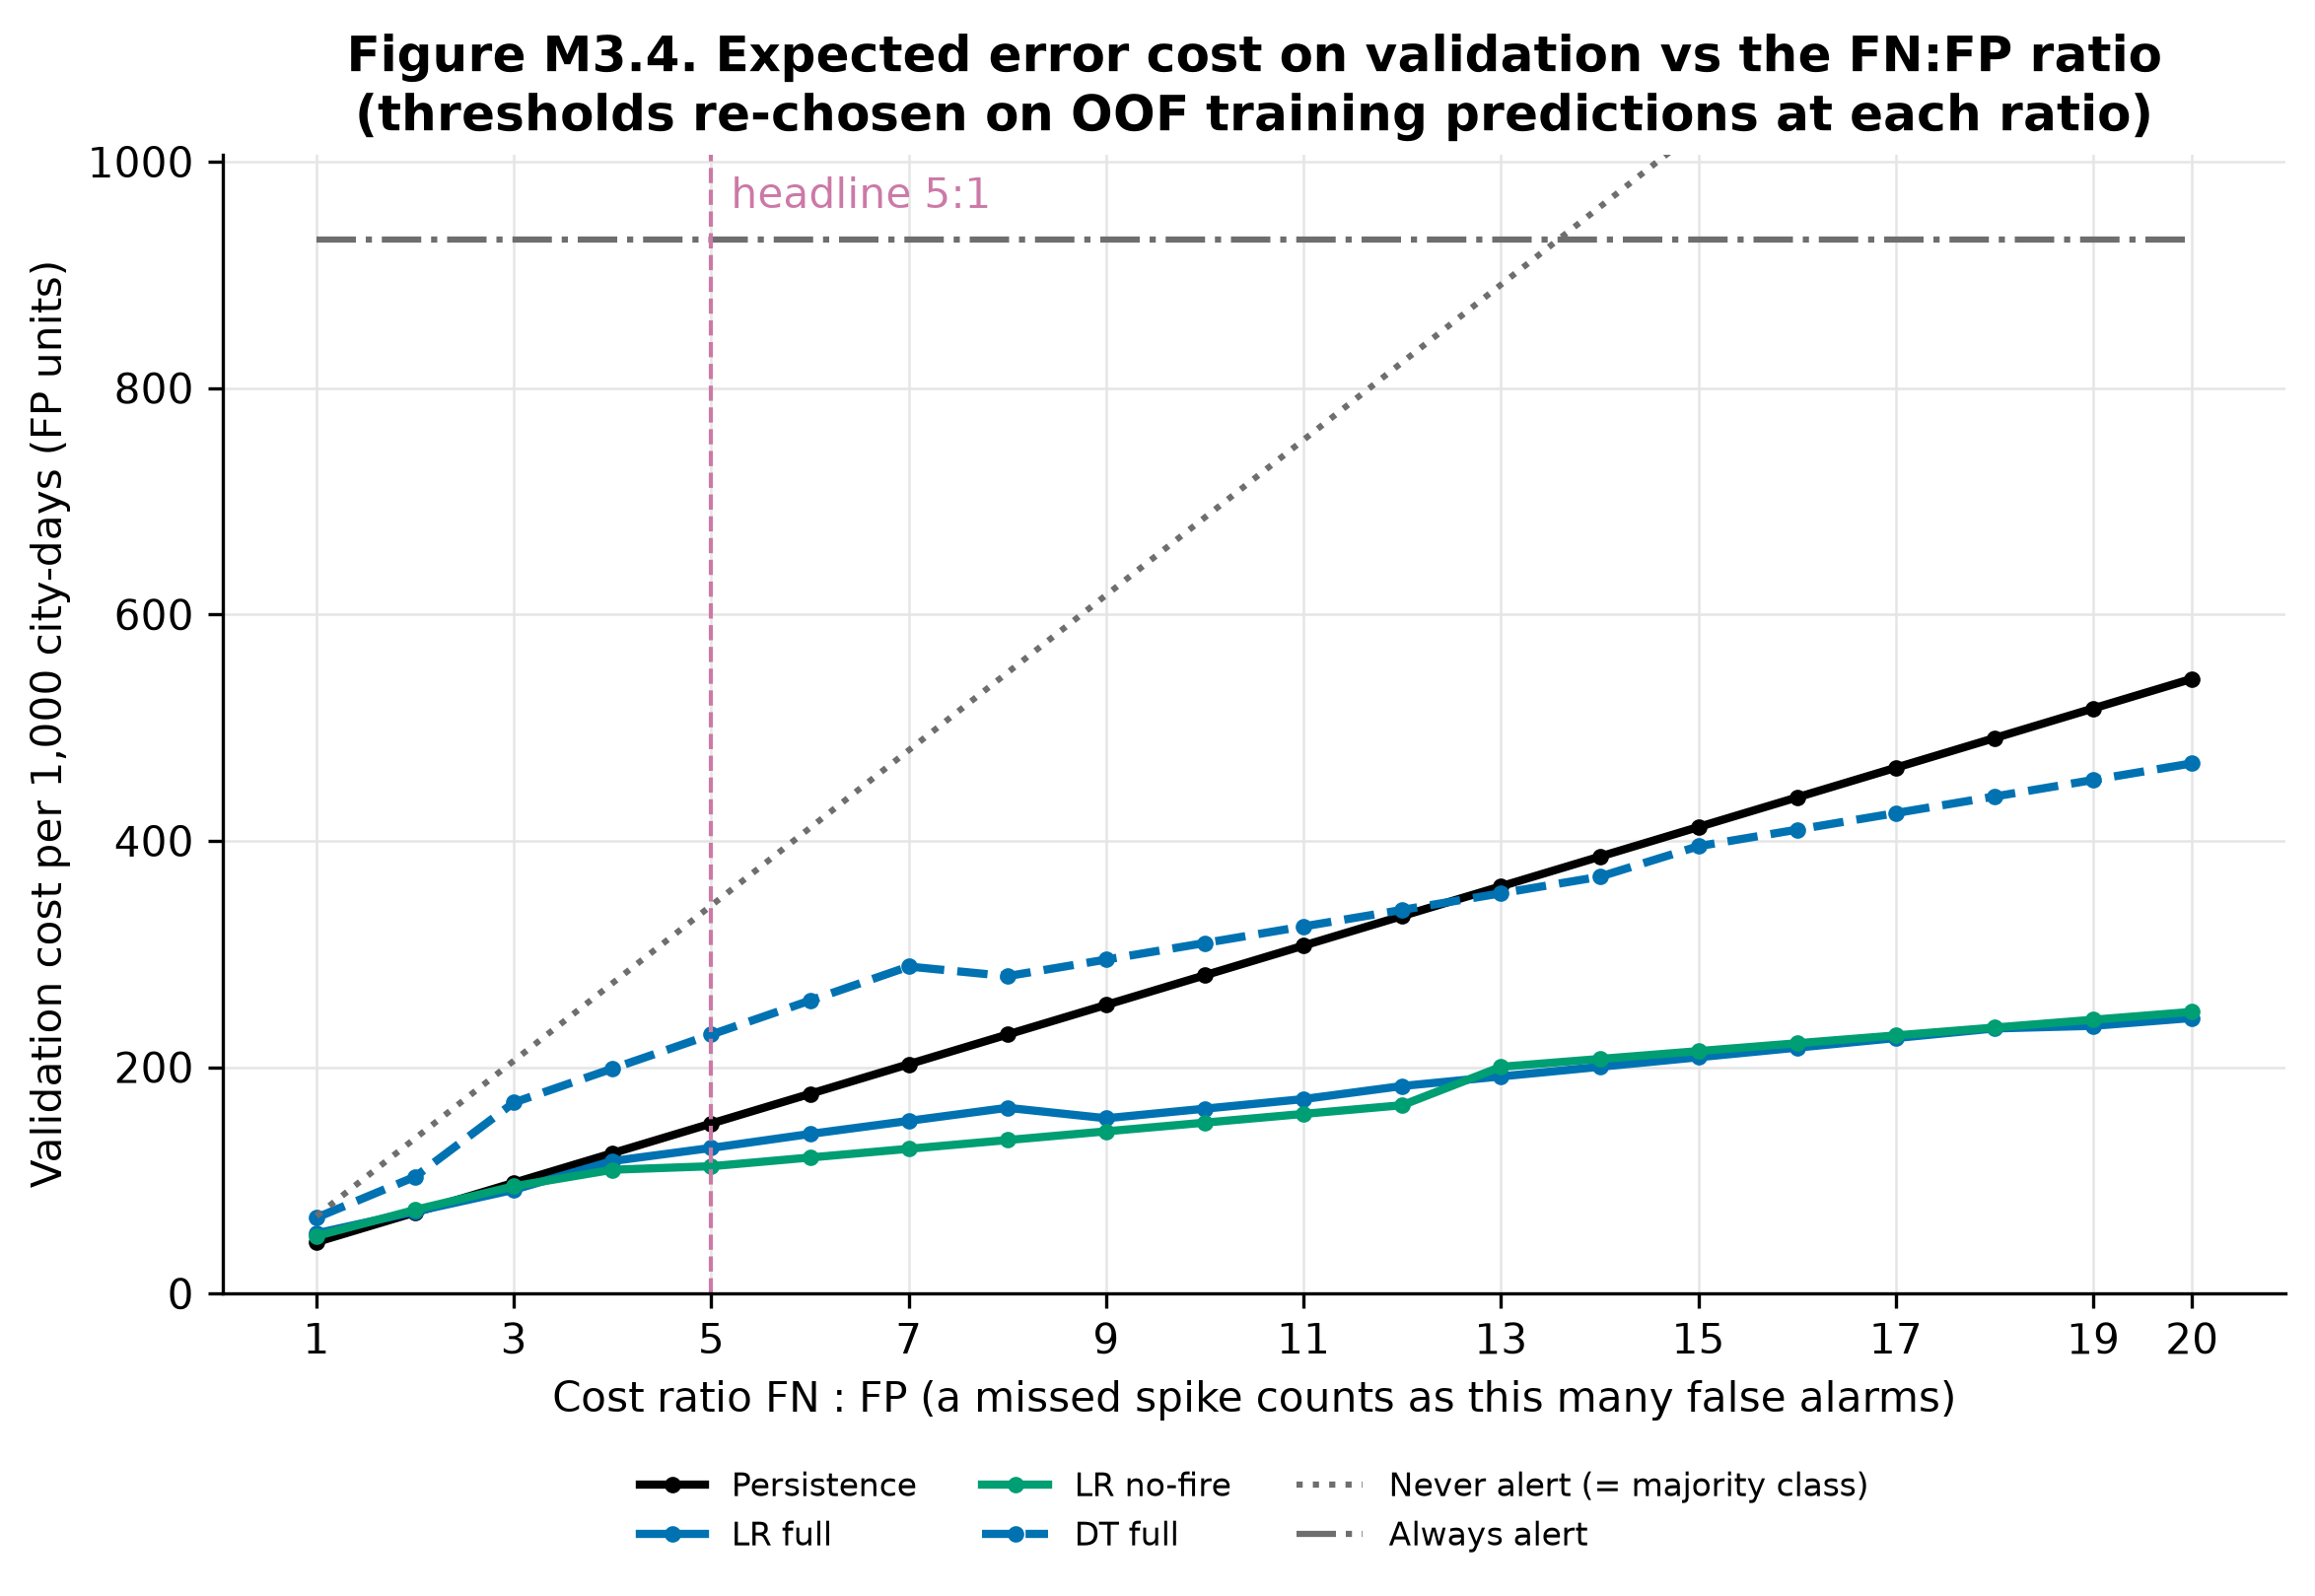 Figure M3.4. Expected error cost on validation vs the FN:FP ratio
(thresholds re-chosen on OOF training predictions at each ratio)
Validation cost per 1,000 city-days (FP units)
1000
800
600
400
200
0
headline 5:1
1 3 5 7 9 11 13 15 17 19 20
Cost ratio FN : FP (a missed spike counts as this many false alarms)
Persistence LR no-fire Never alert (= majority class)
LR full DT full Always alert